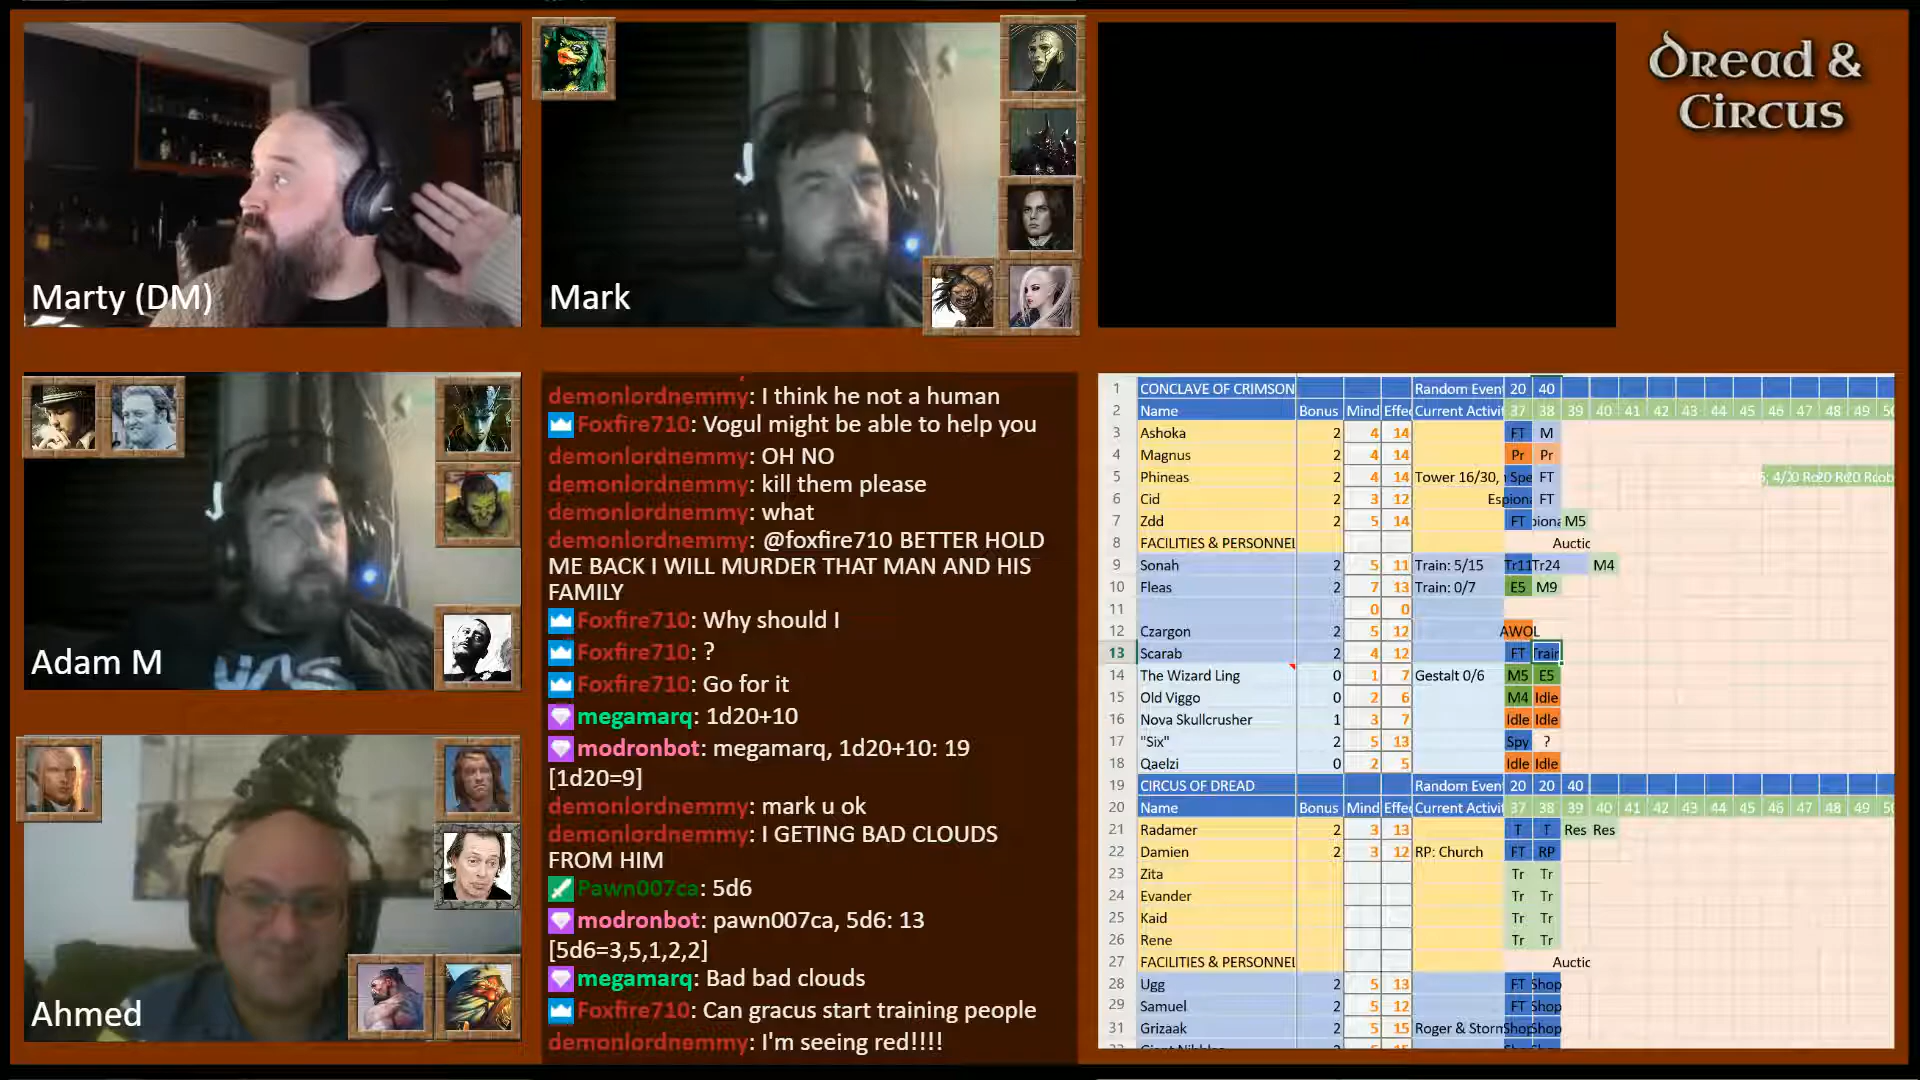 Dread &
Circus
Marty (DM)
Mark
Adam M
Ahmed
demonlordnemmy: I think he not a human
Foxfire710: Vogul might be able to help you
demonlordnemmy: OH NO
demonlordnemmy: kill them please
demonlordnemmy: what
demonlordnemmy: @foxfire710 BETTER HOLD
ME BACK I WILL MURDER THAT MAN AND HIS
FAMILY
Foxfire710: Why should I
Foxfire710: ?
Foxfire710: Go for it
megamarq: 1d20+10
modronbot: megamarq, 1d20+10: 19
[1d20=9]
demonlordnemmy: mark u ok
demonlordnemmy: I GETING BAD CLOUDS
FROM HIM
Pawn007ca: 5d6
modronbot: pawn007ca, 5d6: 13
[5d6=3,5,1,2,2]
megamarq: Bad bad clouds
Foxfire710: Can gracus start training people
demonlordnemmy: I'm seeing red!!!!
1 CONCLAVE OF CRIMSON Random Even 20 40
2 Name Bonus Mind Effe Current Activi 37 38 39 40 41 42 43 44 45 46 47 48 49 50
3 Ashoka 2 4 14 FT M
4 Magnus 2 4 14 Pr Pr
5 Phineas 2 4 14 Tower 16/30, Spe FT
6 Cid 2 3 12 Espion FT
7 Zdd 2 5 14 FT piona M5
8 FACILITIES & PERSONNEL Auctic
9 Sonah 2 5 11 Train: 5/15 Tr11 Tr24 M4
10 Fleas 2 7 13 Train: 0/7 E5 M9
11 0 0
12 Czargon 2 5 12 AWOL
13 Scarab 2 4 12 FT Train
14 The Wizard Ling 0 1 7 Gestalt 0/6 M5 E5
15 Old Viggo 0 2 6 M4 Idle
16 Nova Skullcrusher 1 3 7 Idle Idle
17 "Six" 2 5 13 Spy ?
18 Qaelzi 0 2 5 Idle Idle
19 CIRCUS OF DREAD Random Even 20 20 40
20 Name Bonus Mind Effe Current Activi 37 38 39 40 41 42 43 44 45 46 47 48 49 50
21 Radamer 2 3 13 T T Res Res
22 Damien 2 3 12 RP: Church FT RP
23 Zita Tr Tr
24 Evander Tr Tr
25 Kaid Tr Tr
26 Rene Tr Tr
27 FACILITIES & PERSONNEL Auctic
28 Ugg 2 5 13 FT Shop
29 Samuel 2 5 12 FT Shop
31 Grizaak 2 5 15 Roger & Storm Shop Shop